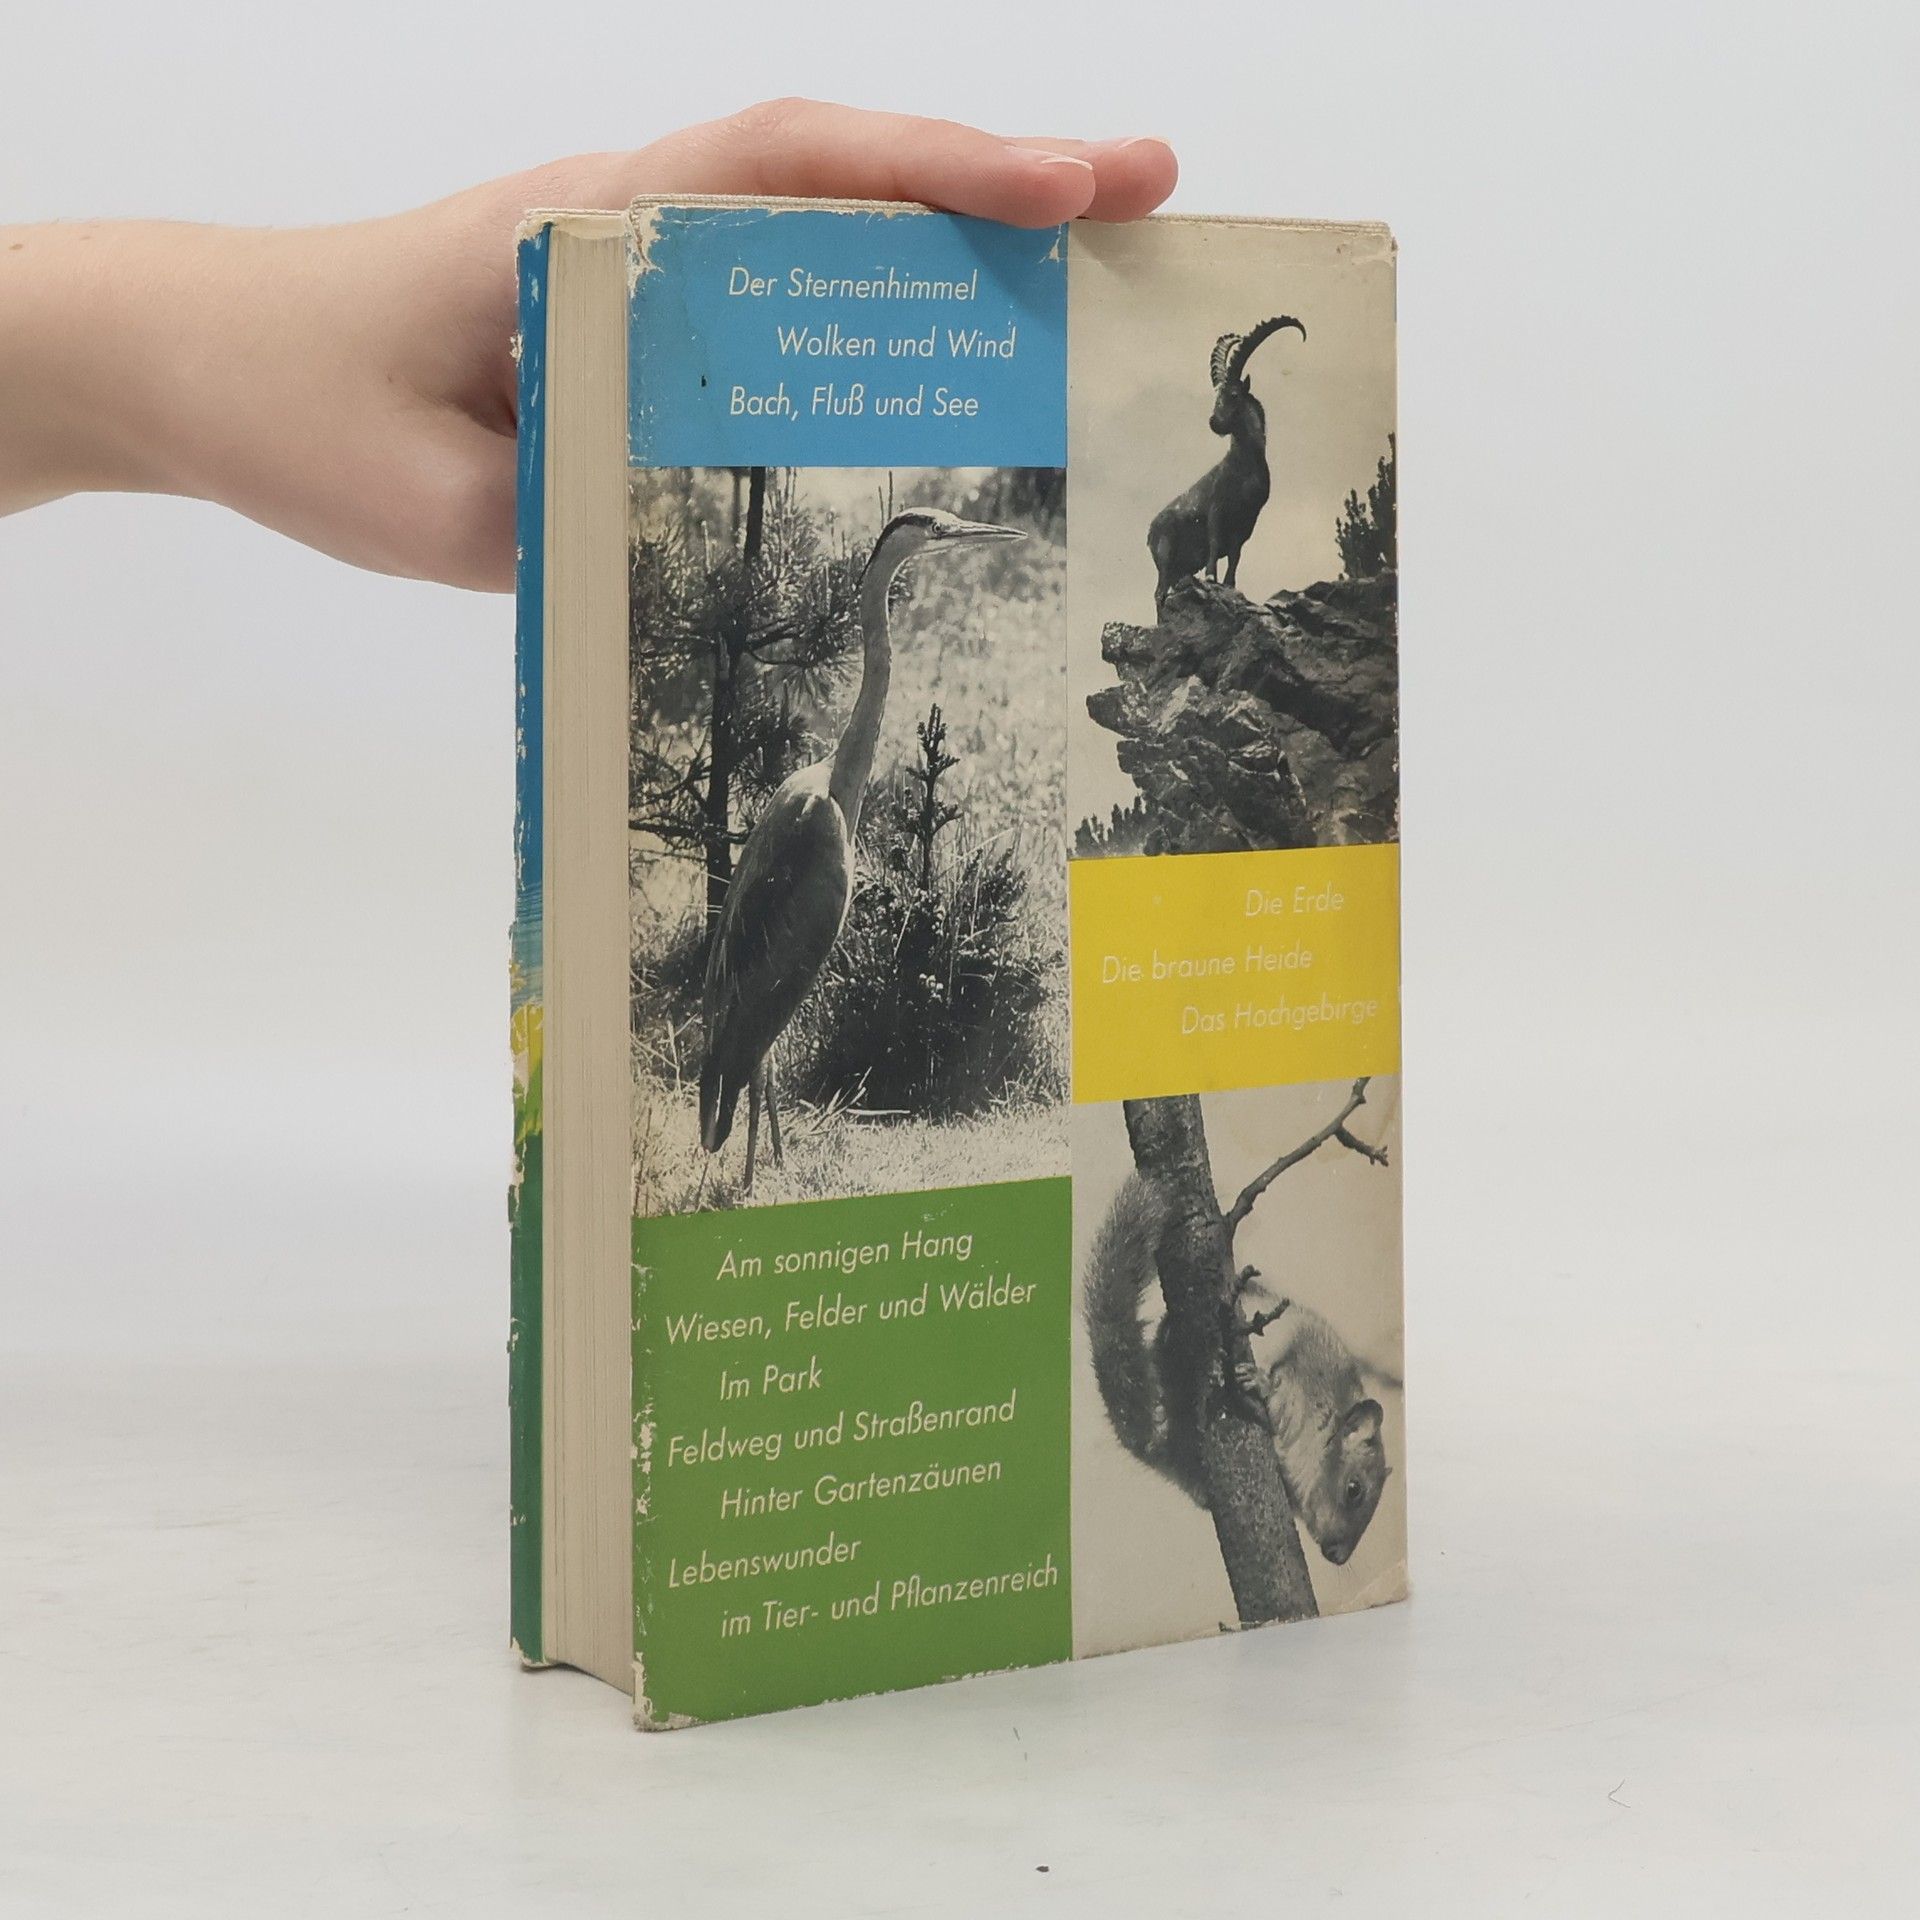 Der Sternenhimmel
Wolken und Wind
Bach, Fluß und See
Die Erde
Die braune Heide
Das Hochgebirge
Am sonnigen Hang
Wiesen, Felder und Wälder
Im Park
Feldweg und Straßenrand
Hinter Gartenzäunen
Lebenswunder
im Tier- und Pflanzenreich